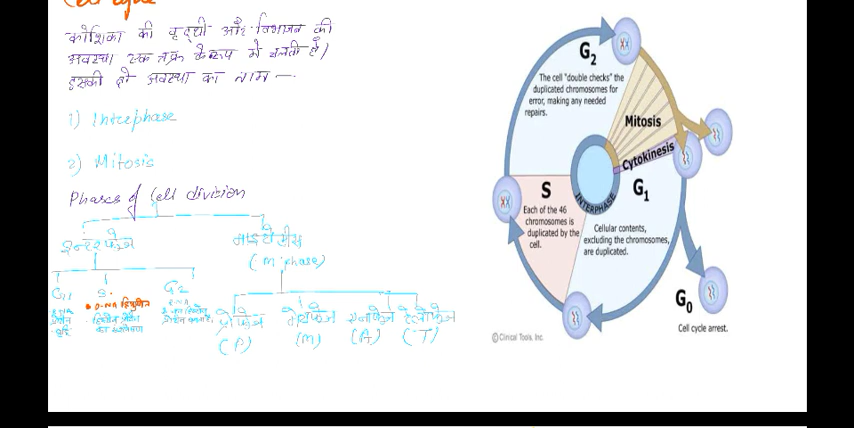 Cell cycle
कोशिका की वृद्धी और विभाजन की
अवस्था एक चक्र के रूप में चलती है।
इसकी दो अवस्था का नाम —
1) Interphase
2) Mitosis
Phases of Cell division
इन्टरफेज
माइटोसीस
(M phase)
G1
S
G2
D-NA द्विगुणित
प्रोफेज
मेटाफेज
एनाफेज
टेलोफेज
(P)
(M)
(A)
(T)
G2
The cell "double checks" the
duplicated chromosomes for
error, making any needed
repairs.
Mitosis
Cytokinesis
INTERPHASE
S
Each of the 46
chromosomes is
duplicated by the
cell.
G1
Cellular contents,
excluding the chromosomes,
are duplicated.
G0
Cell cycle arrest.
©Clinical Tools, Inc.